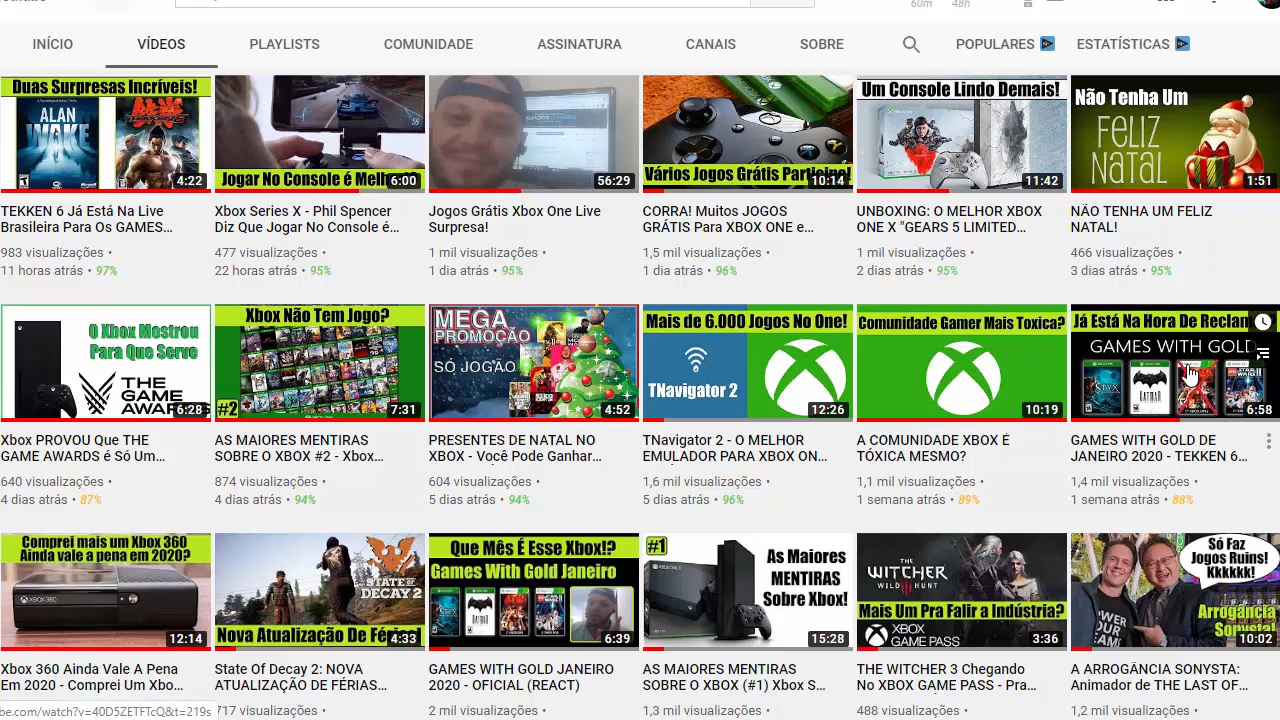 60m 48h
INÍCIO VÍDEOS PLAYLISTS COMUNIDADE ASSINATURA CANAIS SOBRE POPULARES ESTATÍSTICAS
Duas Surpresas Incríveis!
ALAN
WAKE
4:22
TEKKEN 6 Já Está Na Live
Brasileira Para Os GAMES...
983 visualizações •
11 horas atrás • 97%
Jogar No Console é Melh
6:00
Xbox Series X - Phil Spencer
Diz Que Jogar No Console é...
477 visualizações •
22 horas atrás • 95%
56:29
Jogos Grátis Xbox One Live
Surpresa!
1 mil visualizações •
1 dia atrás • 95%
Vários Jogos Grátis Participe!
10:14
CORRA! Muitos JOGOS
GRÁTIS Para XBOX ONE e...
1,5 mil visualizações •
1 dia atrás • 96%
Um Console Lindo Demais!
11:42
UNBOXING: O MELHOR XBOX
ONE X "GEARS 5 LIMITED...
1 mil visualizações •
2 dias atrás • 95%
Não Tenha Um
FELIZ
NATAL
1:51
NÃO TENHA UM FELIZ
NATAL!
466 visualizações •
3 dias atrás • 95%
O Xbox Mostrou
Para Que Serve
THE
GAME
AWAR
6:28
Xbox PROVOU Que THE
GAME AWARDS é Só Um...
640 visualizações •
4 dias atrás • 87%
Xbox Não Tem Jogo?
#2
7:31
AS MAIORES MENTIRAS
SOBRE O XBOX #2 - Xbox...
874 visualizações •
4 dias atrás • 94%
MEGA
PROMOÇÃO
SÓ JOGÃO
4:52
PRESENTES DE NATAL NO
XBOX - Você Pode Ganhar...
604 visualizações •
5 dias atrás • 94%
Mais de 6.000 Jogos No One!
TNavigator 2
12:26
TNavigator 2 - O MELHOR
EMULADOR PARA XBOX ON...
1,6 mil visualizações •
5 dias atrás • 96%
Comunidade Gamer Mais Toxica?
10:19
A COMUNIDADE XBOX É
TÓXICA MESMO?
1,1 mil visualizações •
1 semana atrás • 89%
Já Está Na Hora De Reclam
GAMES WITH GOLD
STYX
BATMAN
6:58
GAMES WITH GOLD DE
JANEIRO 2020 - TEKKEN 6...
1,4 mil visualizações •
1 semana atrás • 88%
Comprei mais um Xbox 360
Ainda vale a pena em 2020?
XBOX360
12:14
Xbox 360 Ainda Vale A Pena
Em 2020 - Comprei Um Xbo...
STATE OF
DECAY 2
Nova Atualização De Féri
4:33
State Of Decay 2: NOVA
ATUALIZAÇÃO DE FÉRIAS...
717 visualizações •
Que Mês É Esse Xbox!?
Games With Gold Janeiro
BATMAN
6:39
GAMES WITH GOLD JANEIRO
2020 - OFICIAL (REACT)
2 mil visualizações •
#1
As Maiores
MENTIRAS
Sobre Xbox!
15:28
AS MAIORES MENTIRAS
SOBRE O XBOX (#1) Xbox S...
1,3 mil visualizações •
THE
WITCHER
WILD HUNT
Mais Um Pra Falir a Indústria?
XBOX
GAME PASS
3:36
THE WITCHER 3 Chegando
No XBOX GAME PASS - Pra...
488 visualizações •
Só Faz
Jogos Ruins!
Kkkkkk!
Arrogância
Sonysta!
10:02
A ARROGÂNCIA SONYSTA:
Animador de THE LAST OF...
1,2 mil visualizações •
be.com/watch?v=40D5ZETFTcQ&t=219s